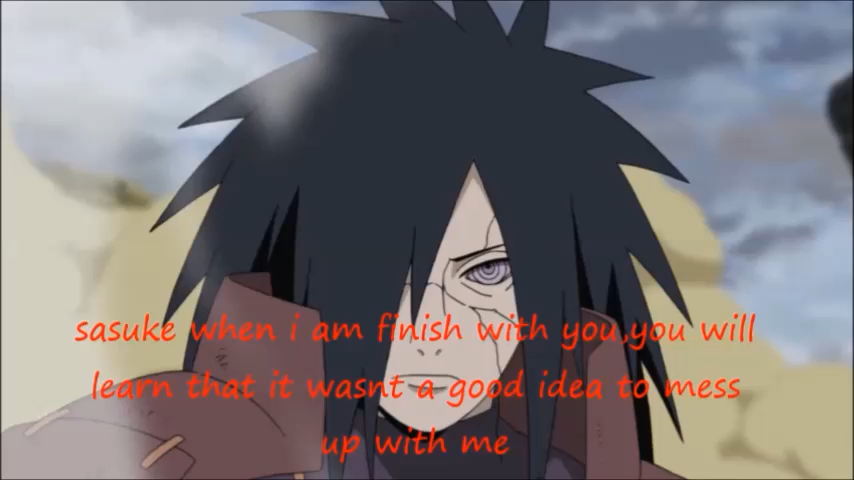 sasuke when i am finish with you,you will
learn that it wasnt a good idea to mess
up with me